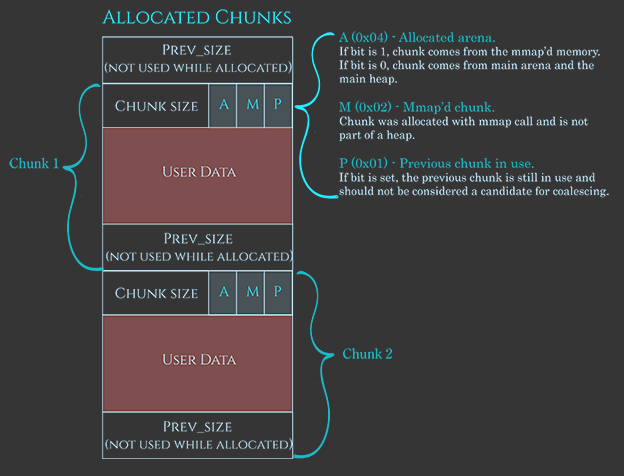 Allocated Chunks
Prev_size
(not used while allocated)
Chunk size A M P
User Data
Prev_size
(not used while allocated)
Chunk size A M P
User Data
Prev_size
(not used while allocated)
Chunk 1
Chunk 2
A (0x04) - Allocated arena.
If bit is 1, chunk comes from the mmap'd memory.
If bit is 0, chunk comes from main arena and the
main heap.
M (0x02) - Mmap'd chunk.
Chunk was allocated with mmap call and is not
part of a heap.
P (0x01) - Previous chunk in use.
If bit is set, the previous chunk is still in use and
should not be considered a candidate for coalescing.